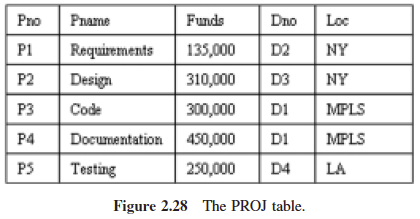 Pno Pname Funds Dno Loc
P1 Requirements 135,000 D2 NY
P2 Design 310,000 D3 NY
P3 Code 300,000 D1 MPLS
P4 Documentation 450,000 D1 MPLS
P5 Testing 250,000 D4 LA
Figure 2.28 The PROJ table.